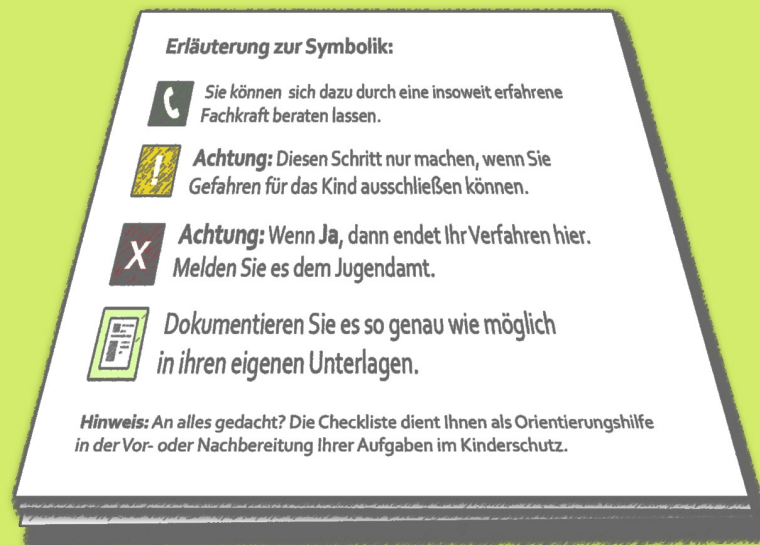 Erläuterung zur Symbolik:
Sie können sich dazu durch eine insoweit erfahrene
Fachkraft beraten lassen.
! Achtung: Diesen Schritt nur machen, wenn Sie
Gefahren für das Kind ausschließen können.
X Achtung: Wenn Ja, dann endet Ihr Verfahren hier.
Melden Sie es dem Jugendamt.
Dokumentieren Sie es so genau wie möglich
in ihren eigenen Unterlagen.
Hinweis: An alles gedacht? Die Checkliste dient Ihnen als Orientierungshilfe
in der Vor- oder Nachbereitung Ihrer Aufgaben im Kinderschutz.